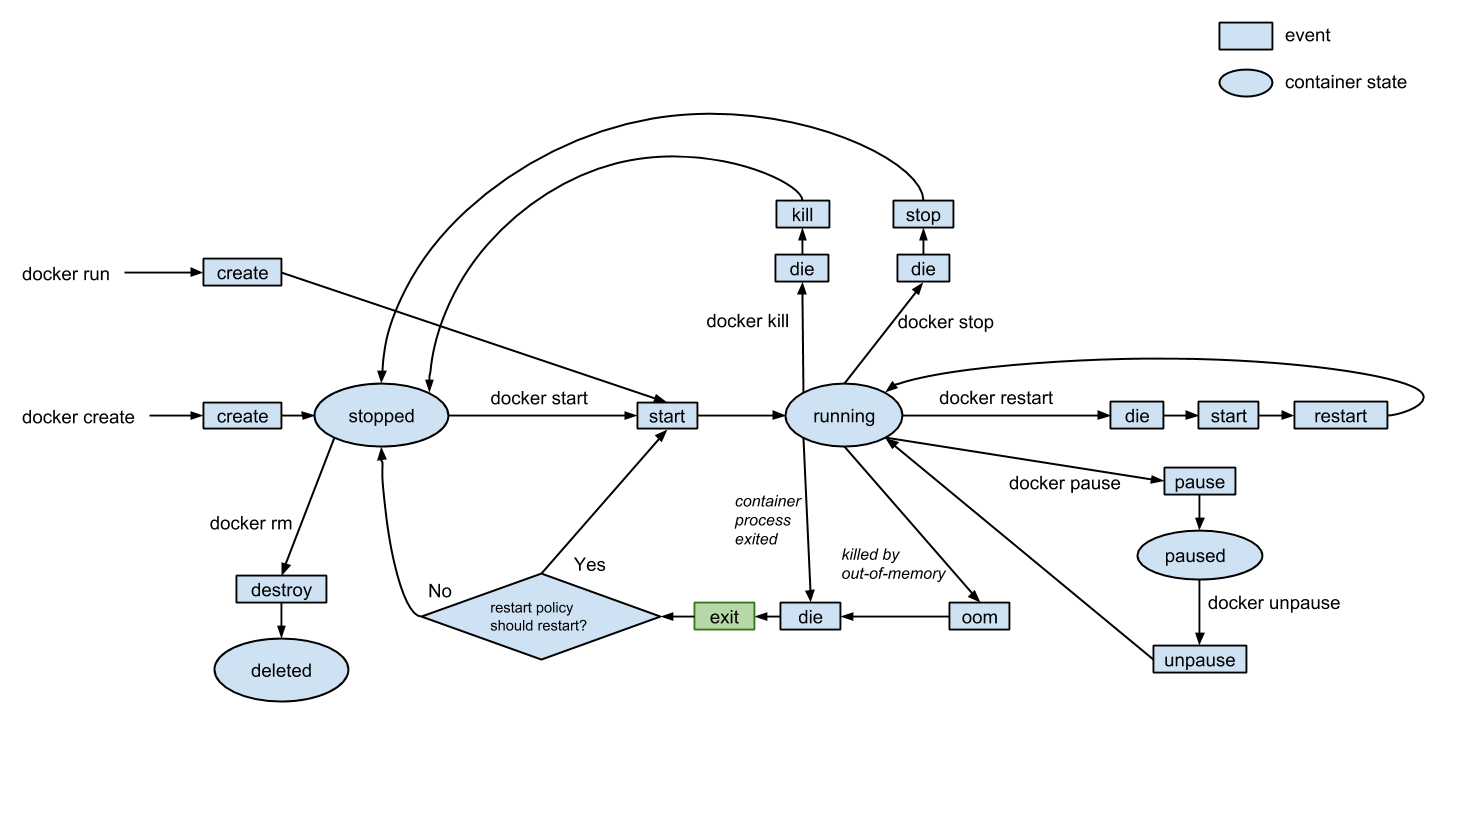 event
container state
kill
stop
docker run
create
die
die
docker kill
docker stop
docker create
create
stopped
docker start
start
running
docker restart
die
start
restart
docker pause
pause
container
process
exited
docker rm
killed by
out-of-memory
paused
No
Yes
destroy
docker unpause
restart policy
should restart?
exit
die
oom
deleted
unpause